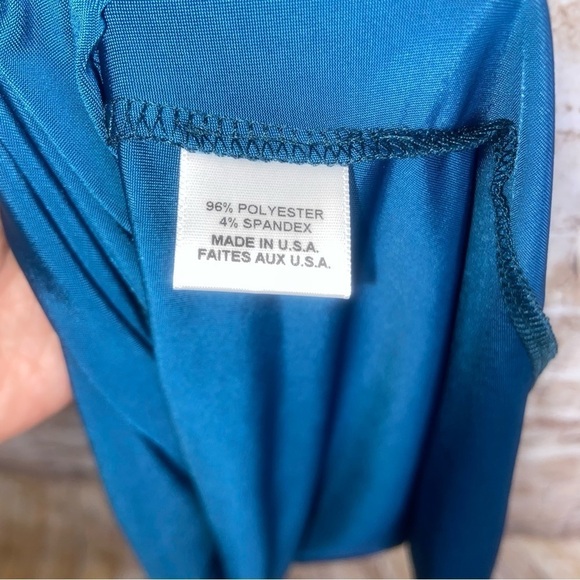 96% POLYESTER
4% SPANDEX
MADE IN U.S.A.
FAITES AUX U.S.A.